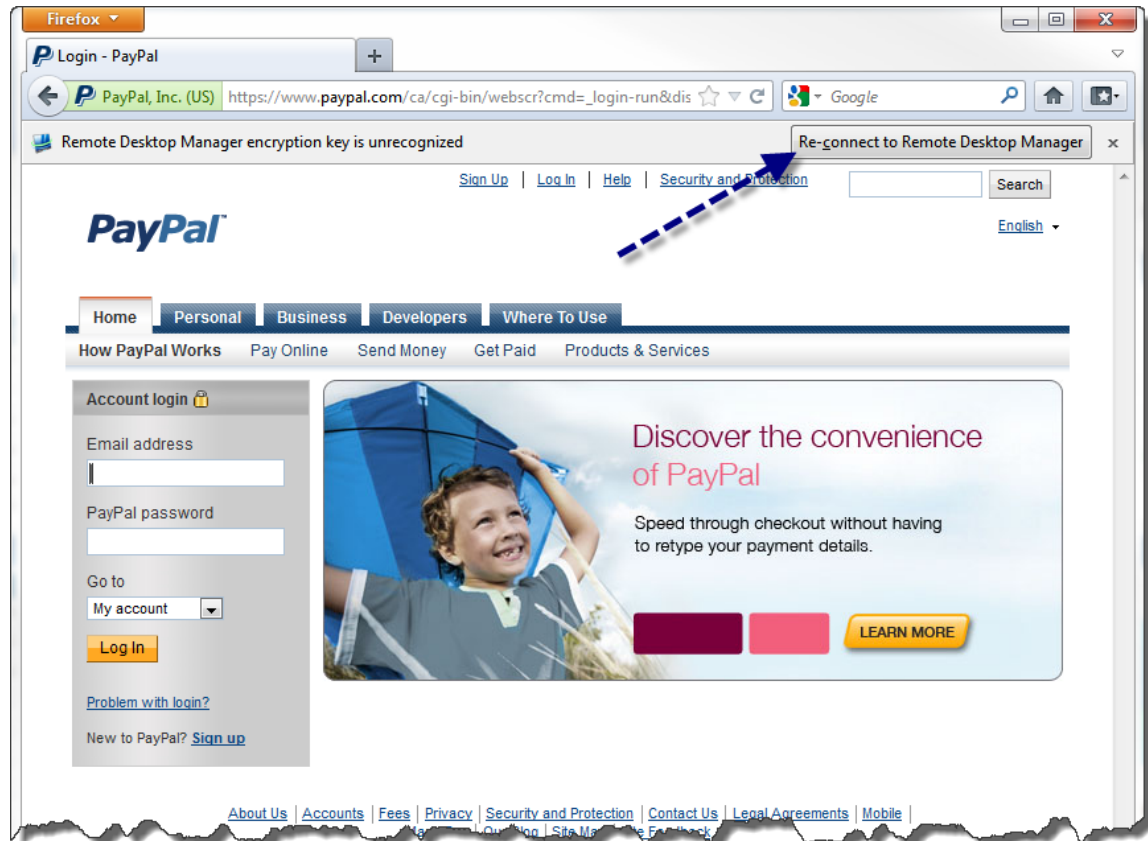 Firefox
Login - PayPal
PayPal, Inc. (US) https://www.paypal.com/ca/cgi-bin/webscr?cmd=_login-run&dis Google
Remote Desktop Manager encryption key is unrecognized Re-connect to Remote Desktop Manager x
Sign Up | Log In | Help | Security and Protection Search
PayPal™ English
Home Personal Business Developers Where To Use
How PayPal Works Pay Online Send Money Get Paid Products & Services
Account login
Email address
PayPal password
Go to
My account
Log In
Problem with login?
New to PayPal? Sign up
Discover the convenience
of PayPal
Speed through checkout without having
to retype your payment details.
LEARN MORE
About Us | Accounts | Fees | Privacy | Security and Protection | Contact Us | Legal Agreements | Mobile |